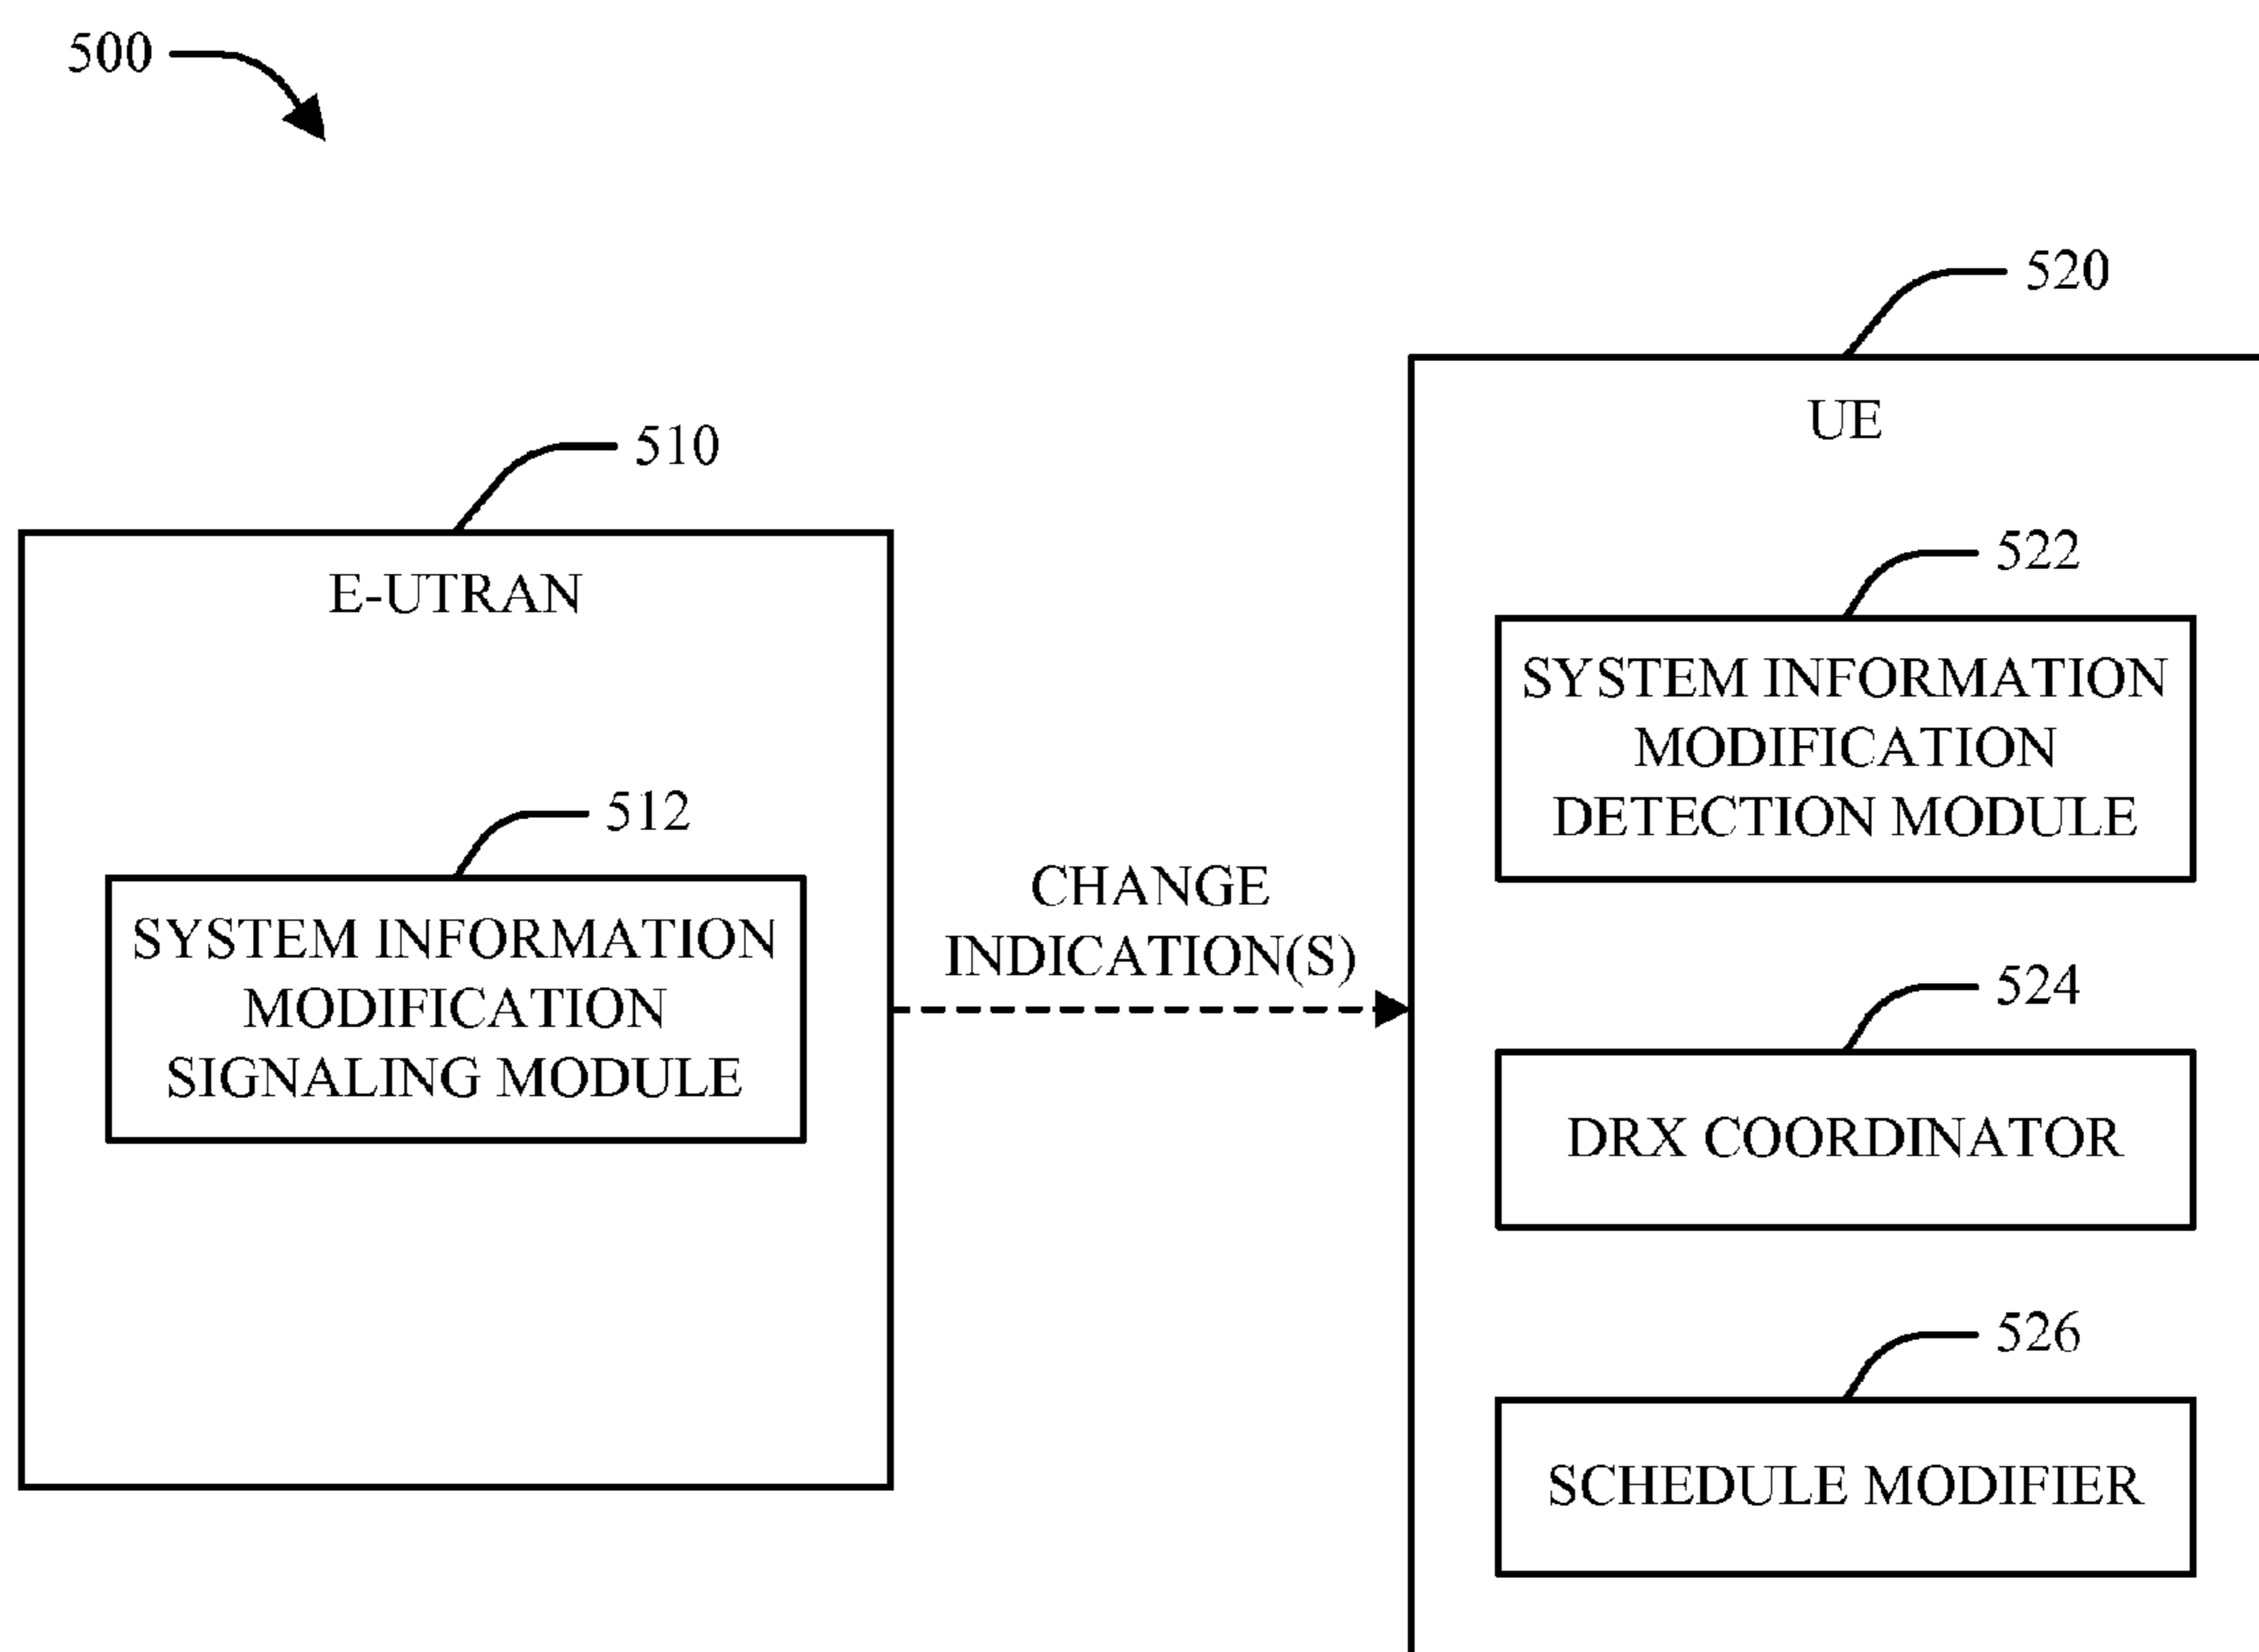 500
520
UE
510
E-UTRAN
522
SYSTEM INFORMATION
MODIFICATION
DETECTION MODULE
512
SYSTEM INFORMATION
MODIFICATION
SIGNALING MODULE
CHANGE
INDICATION(S)
524
DRX COORDINATOR
526
SCHEDULE MODIFIER